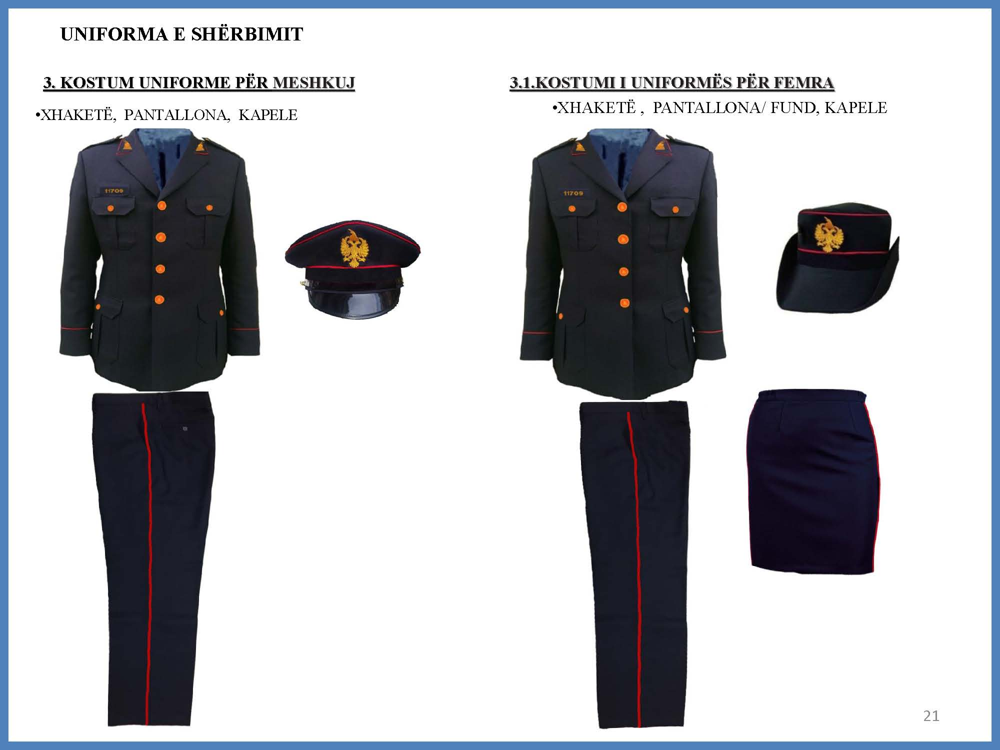 UNIFORMA E SHËRBIMIT
3. KOSTUM UNIFORME PËR MESHKUJ
•XHAKETË, PANTALLONA, KAPELE
3.1.KOSTUMI I UNIFORMËS PËR FEMRA
•XHAKETË , PANTALLONA/ FUND, KAPELE
11709
11709
21